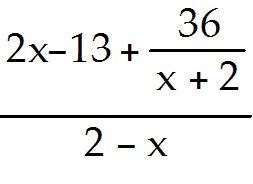 36
2x–13 + x + 2
2 – x